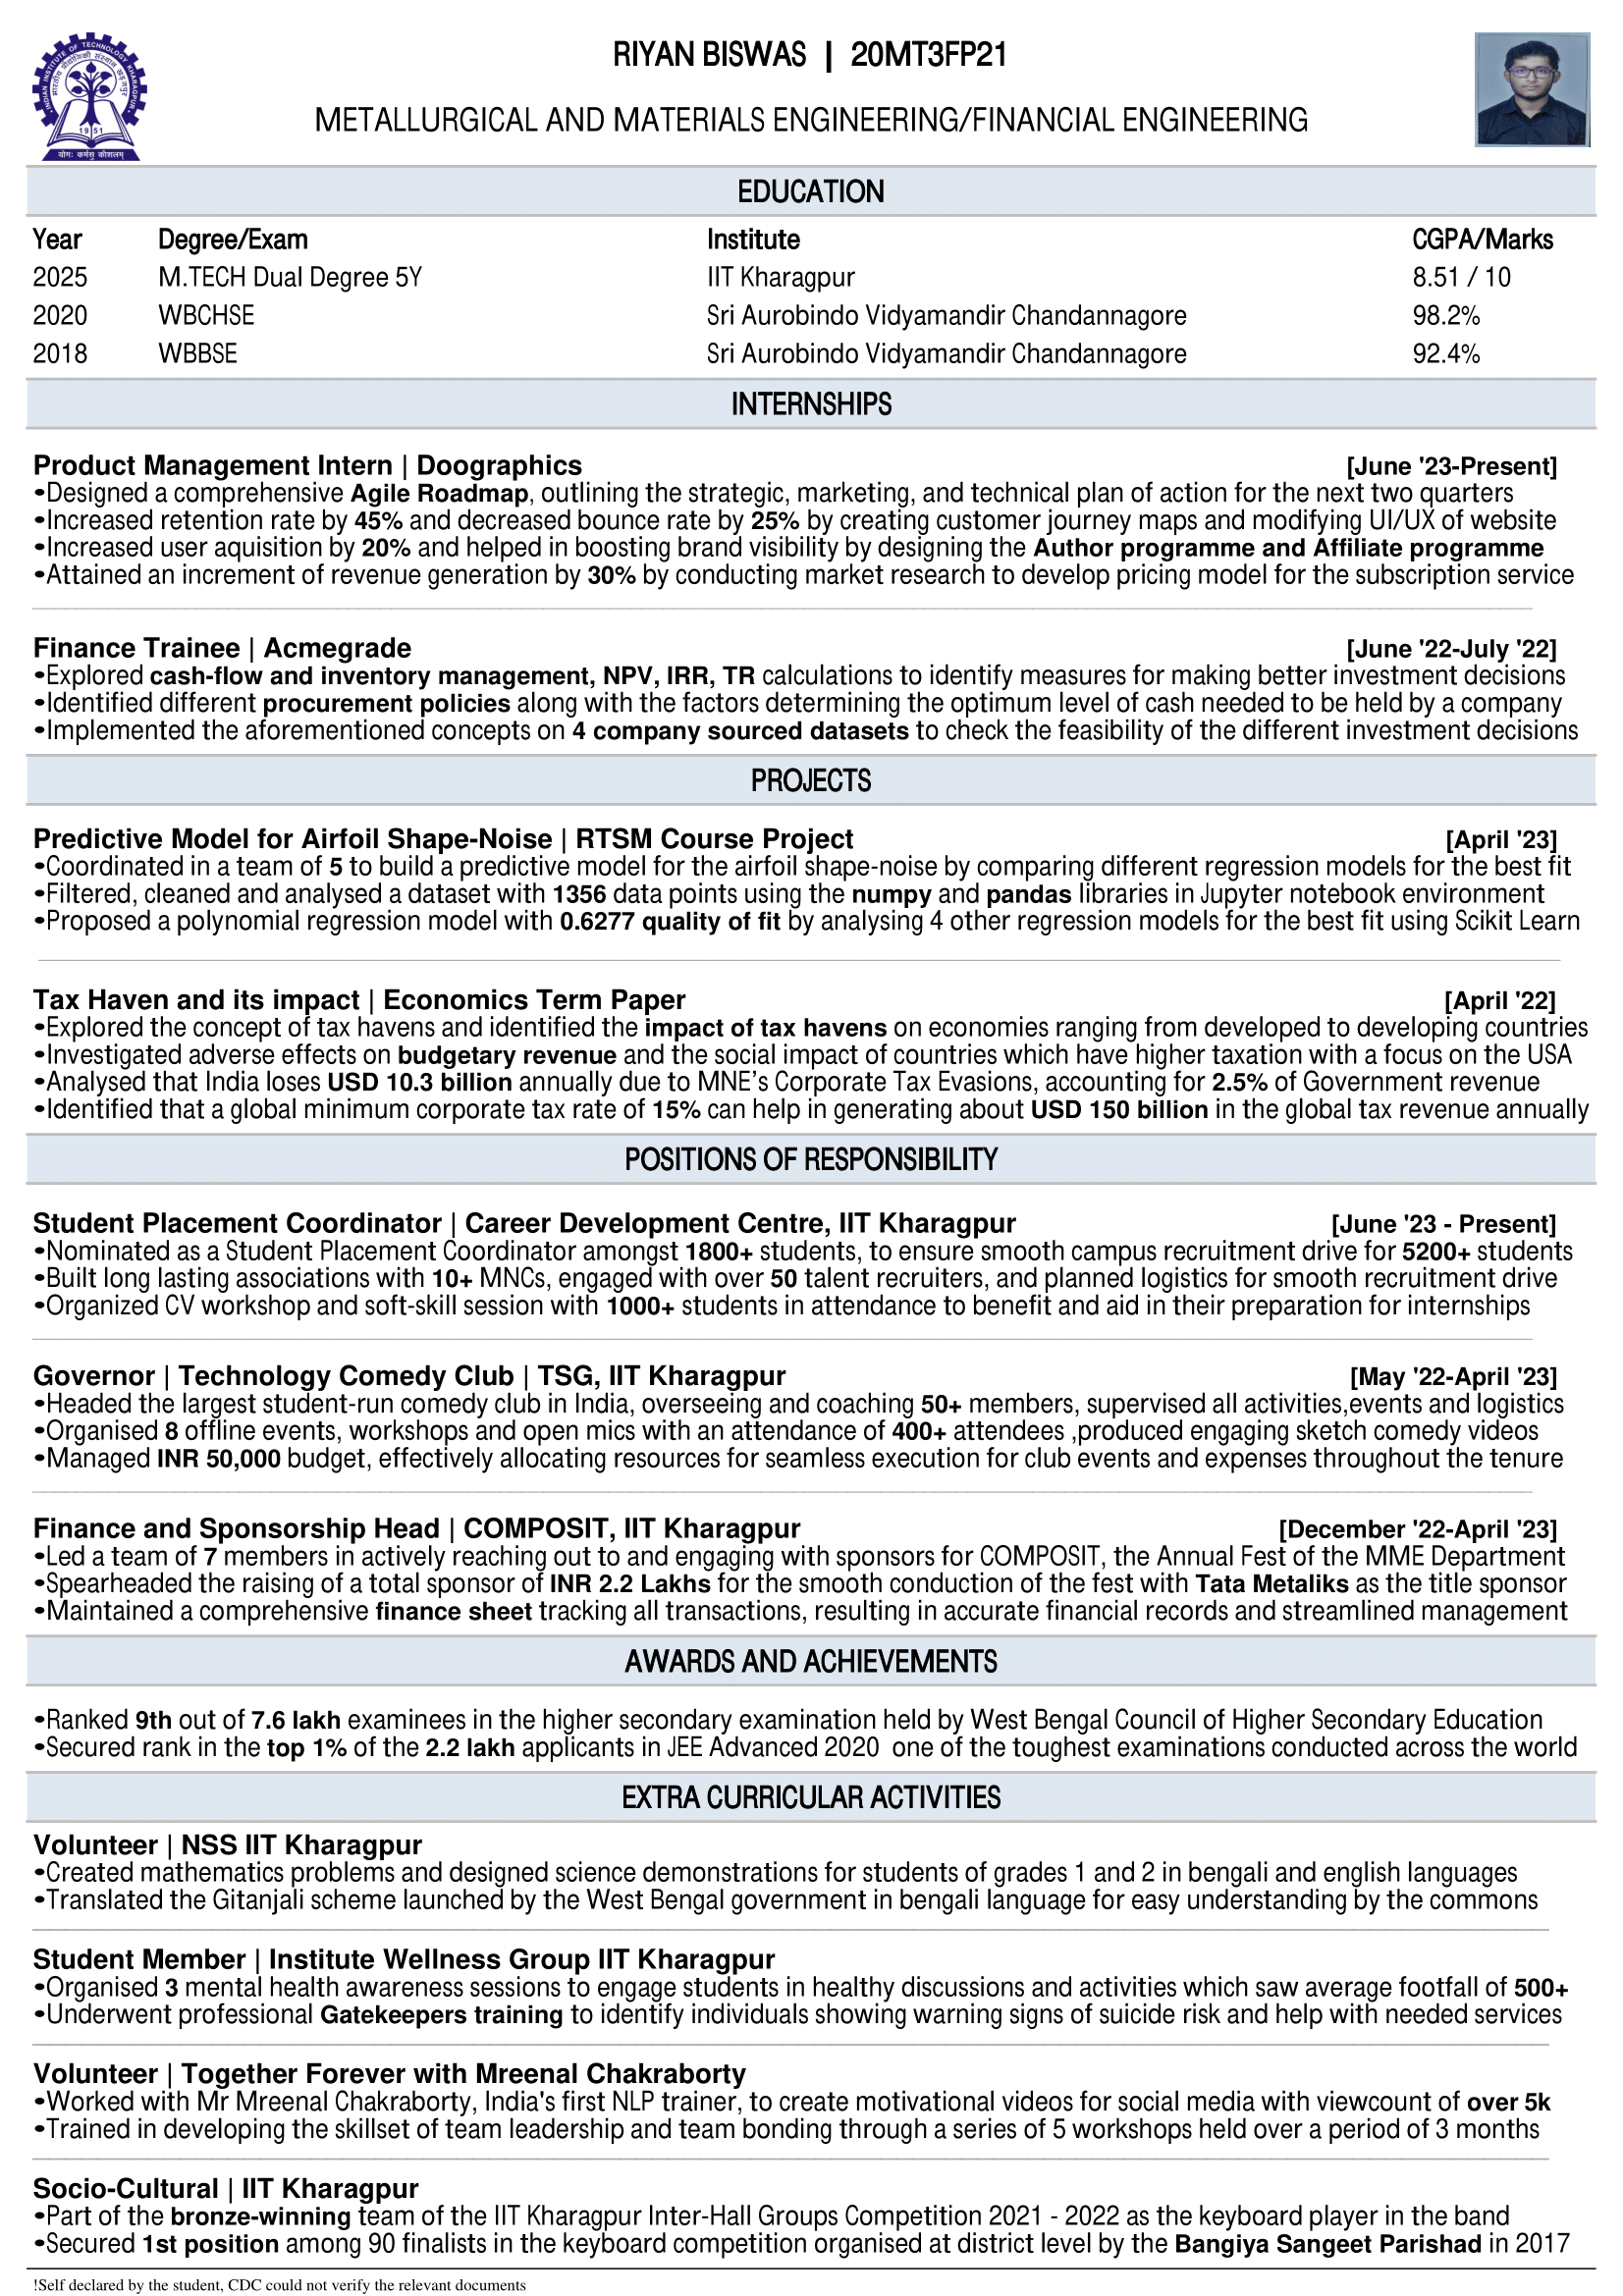 RIYAN BISWAS | 20MT3FP21
METALLURGICAL AND MATERIALS ENGINEERING/FINANCIAL ENGINEERING
INDIAN INSTITUTE OF TECHNOLOGY KHARAGPUR
भारतीय प्रौद्योगिकी संस्थान खड़गपुर
1951
योगः कर्मसु कौशलम्
EDUCATION
Year Degree/Exam Institute CGPA/Marks
2025 M.TECH Dual Degree 5Y IIT Kharagpur 8.51 / 10
2020 WBCHSE Sri Aurobindo Vidyamandir Chandannagore 98.2%
2018 WBBSE Sri Aurobindo Vidyamandir Chandannagore 92.4%
INTERNSHIPS
Product Management Intern | Doographics [June '23-Present]
•Designed a comprehensive Agile Roadmap, outlining the strategic, marketing, and technical plan of action for the next two quarters
•Increased retention rate by 45% and decreased bounce rate by 25% by creating customer journey maps and modifying UI/UX of website
•Increased user aquisition by 20% and helped in boosting brand visibility by designing the Author programme and Affiliate programme
•Attained an increment of revenue generation by 30% by conducting market research to develop pricing model for the subscription service
Finance Trainee | Acmegrade [June '22-July '22]
•Explored cash-flow and inventory management, NPV, IRR, TR calculations to identify measures for making better investment decisions
•Identified different procurement policies along with the factors determining the optimum level of cash needed to be held by a company
•Implemented the aforementioned concepts on 4 company sourced datasets to check the feasibility of the different investment decisions
PROJECTS
Predictive Model for Airfoil Shape-Noise | RTSM Course Project [April '23]
•Coordinated in a team of 5 to build a predictive model for the airfoil shape-noise by comparing different regression models for the best fit
•Filtered, cleaned and analysed a dataset with 1356 data points using the numpy and pandas libraries in Jupyter notebook environment
•Proposed a polynomial regression model with 0.6277 quality of fit by analysing 4 other regression models for the best fit using Scikit Learn
Tax Haven and its impact | Economics Term Paper [April '22]
•Explored the concept of tax havens and identified the impact of tax havens on economies ranging from developed to developing countries
•Investigated adverse effects on budgetary revenue and the social impact of countries which have higher taxation with a focus on the USA
•Analysed that India loses USD 10.3 billion annually due to MNE's Corporate Tax Evasions, accounting for 2.5% of Government revenue
•Identified that a global minimum corporate tax rate of 15% can help in generating about USD 150 billion in the global tax revenue annually
POSITIONS OF RESPONSIBILITY
Student Placement Coordinator | Career Development Centre, IIT Kharagpur [June '23 - Present]
•Nominated as a Student Placement Coordinator amongst 1800+ students, to ensure smooth campus recruitment drive for 5200+ students
•Built long lasting associations with 10+ MNCs, engaged with over 50 talent recruiters, and planned logistics for smooth recruitment drive
•Organized CV workshop and soft-skill session with 1000+ students in attendance to benefit and aid in their preparation for internships
Governor | Technology Comedy Club | TSG, IIT Kharagpur [May '22-April '23]
•Headed the largest student-run comedy club in India, overseeing and coaching 50+ members, supervised all activities,events and logistics
•Organised 8 offline events, workshops and open mics with an attendance of 400+ attendees ,produced engaging sketch comedy videos
•Managed INR 50,000 budget, effectively allocating resources for seamless execution for club events and expenses throughout the tenure
Finance and Sponsorship Head | COMPOSIT, IIT Kharagpur [December '22-April '23]
•Led a team of 7 members in actively reaching out to and engaging with sponsors for COMPOSIT, the Annual Fest of the MME Department
•Spearheaded the raising of a total sponsor of INR 2.2 Lakhs for the smooth conduction of the fest with Tata Metaliks as the title sponsor
•Maintained a comprehensive finance sheet tracking all transactions, resulting in accurate financial records and streamlined management
AWARDS AND ACHIEVEMENTS
•Ranked 9th out of 7.6 lakh examinees in the higher secondary examination held by West Bengal Council of Higher Secondary Education
•Secured rank in the top 1% of the 2.2 lakh applicants in JEE Advanced 2020 one of the toughest examinations conducted across the world
EXTRA CURRICULAR ACTIVITIES
Volunteer | NSS IIT Kharagpur
•Created mathematics problems and designed science demonstrations for students of grades 1 and 2 in bengali and english languages
•Translated the Gitanjali scheme launched by the West Bengal government in bengali language for easy understanding by the commons
Student Member | Institute Wellness Group IIT Kharagpur
•Organised 3 mental health awareness sessions to engage students in healthy discussions and activities which saw average footfall of 500+
•Underwent professional Gatekeepers training to identify individuals showing warning signs of suicide risk and help with needed services
Volunteer | Together Forever with Mreenal Chakraborty
•Worked with Mr Mreenal Chakraborty, India's first NLP trainer, to create motivational videos for social media with viewcount of over 5k
•Trained in developing the skillset of team leadership and team bonding through a series of 5 workshops held over a period of 3 months
Socio-Cultural | IIT Kharagpur
•Part of the bronze-winning team of the IIT Kharagpur Inter-Hall Groups Competition 2021 - 2022 as the keyboard player in the band
•Secured 1st position among 90 finalists in the keyboard competition organised at district level by the Bangiya Sangeet Parishad in 2017
!Self declared by the student, CDC could not verify the relevant documents